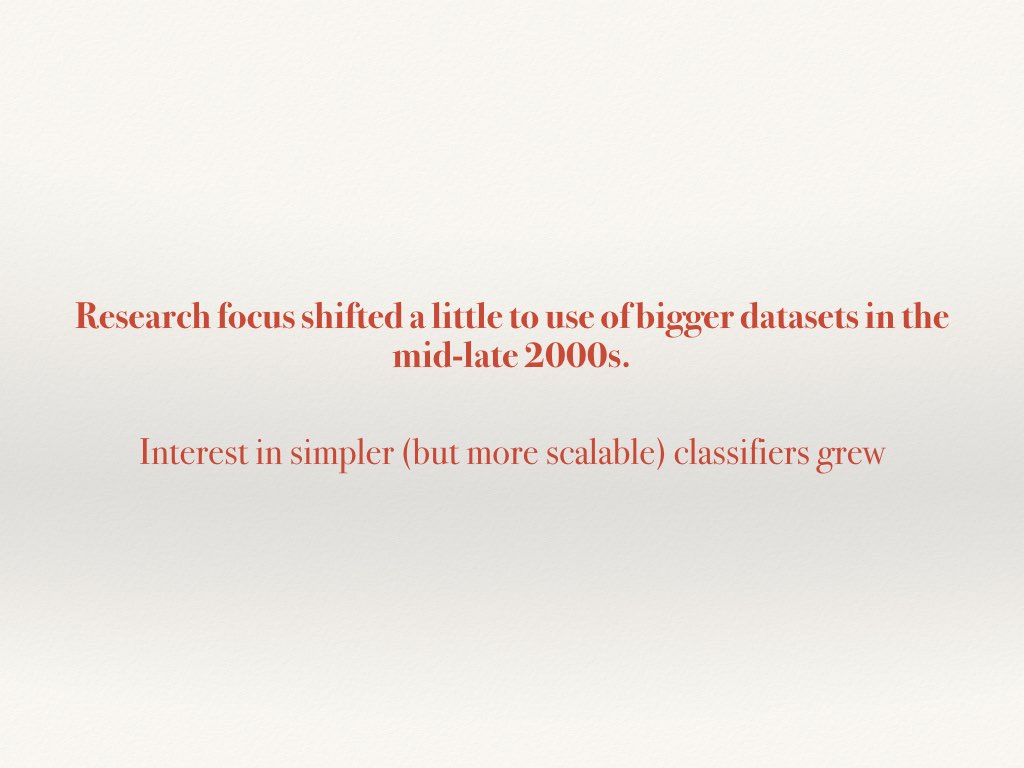 Research focus shifted a little to use of bigger datasets in the
mid-late 2000s.
Interest in simpler (but more scalable) classifiers grew